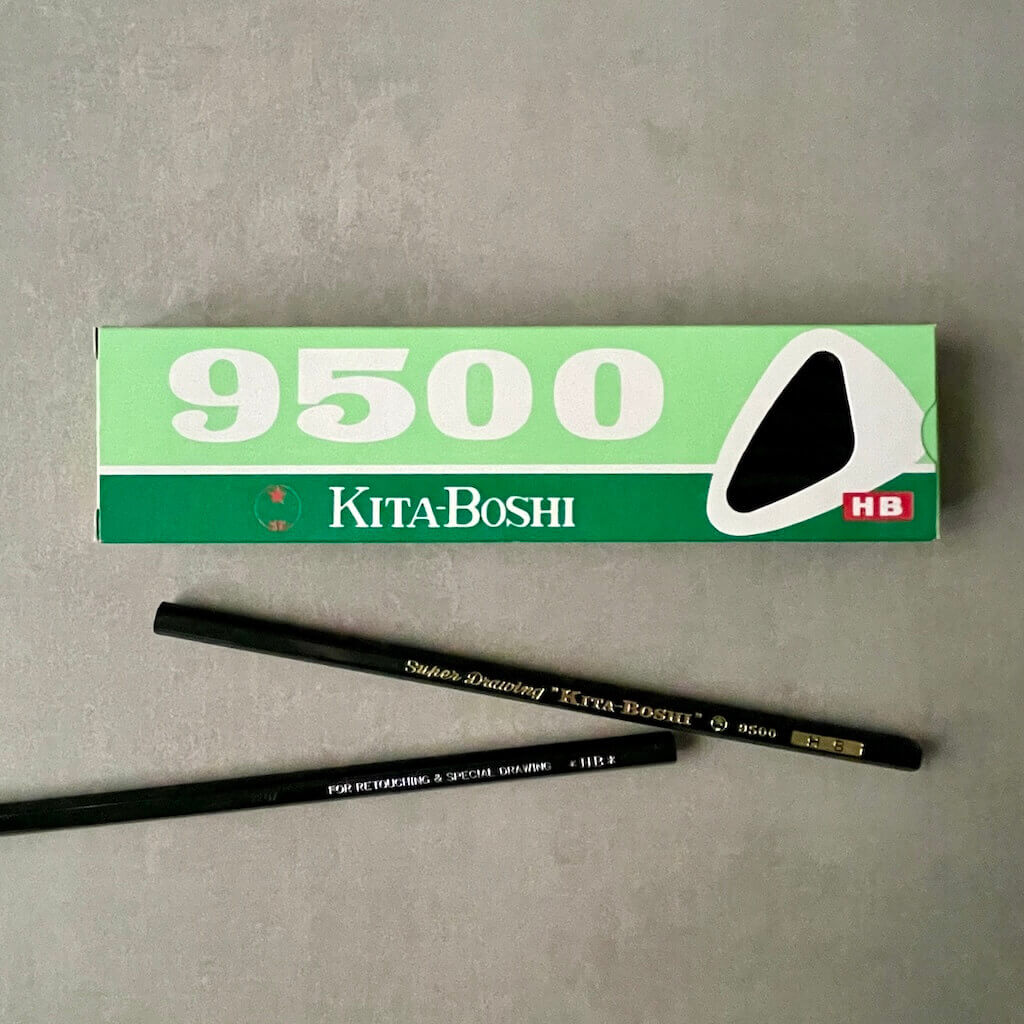 9500
KITA-BOSHI
HB
Super Drawing "KITA-BOSHI" 9500 HB
FOR RETOUCHING & SPECIAL DRAWING *HB*